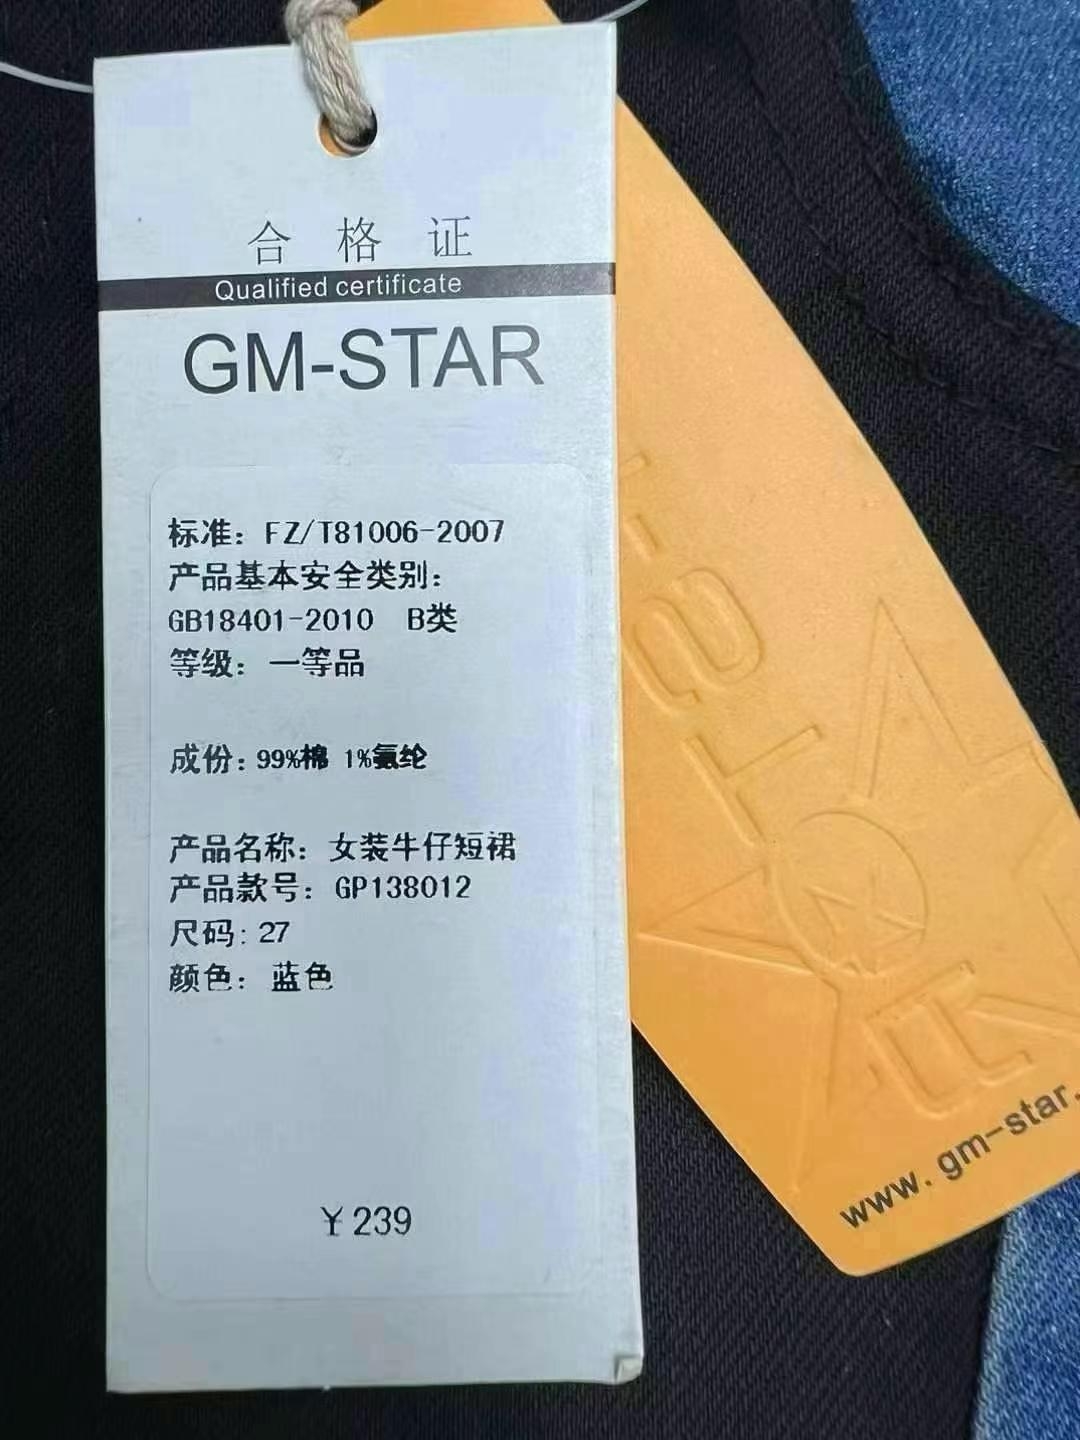 合格证
Qualified certificate
GM-STAR
标准：FZ/T81006-2007
产品基本安全类别：
GB18401-2010 B类
等级：一等品
成份：99%棉 1%氨纶
产品名称：女装牛仔短裙
产品款号：GP138012
尺码：27
颜色：蓝色
￥239
www.gm-star.